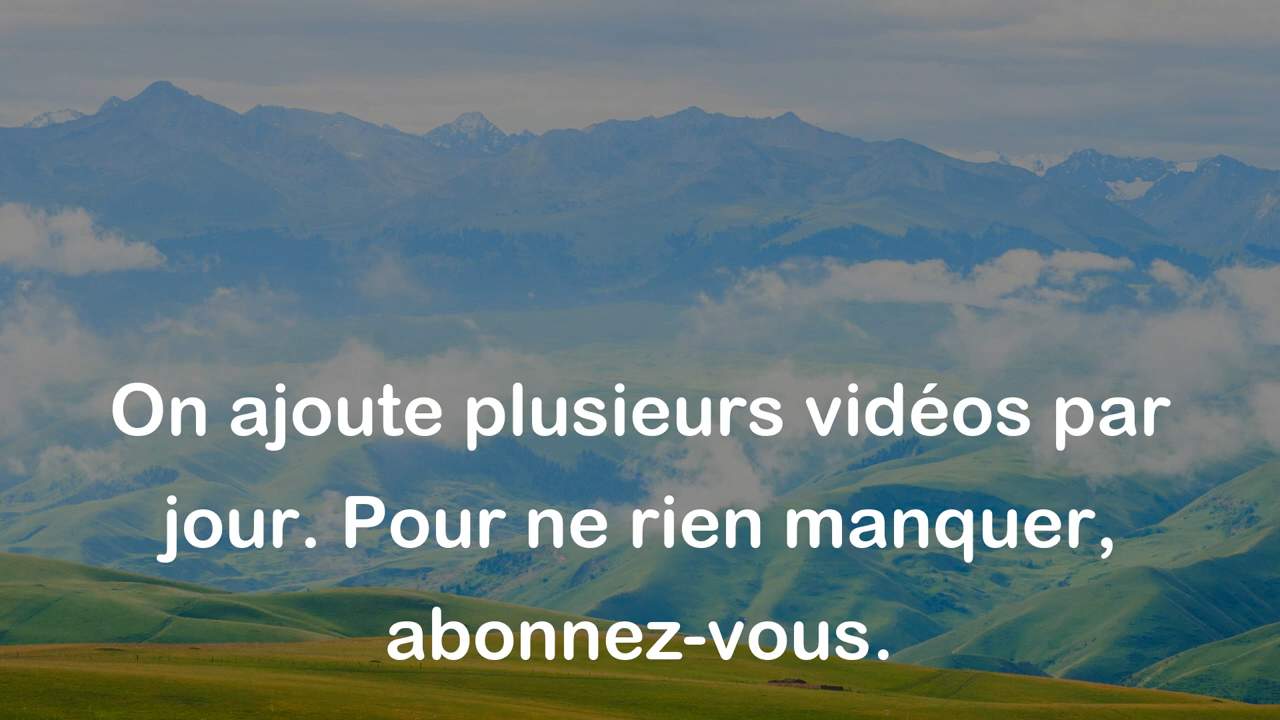 On ajoute plusieurs vidéos par
jour. Pour ne rien manquer,
abonnez-vous.